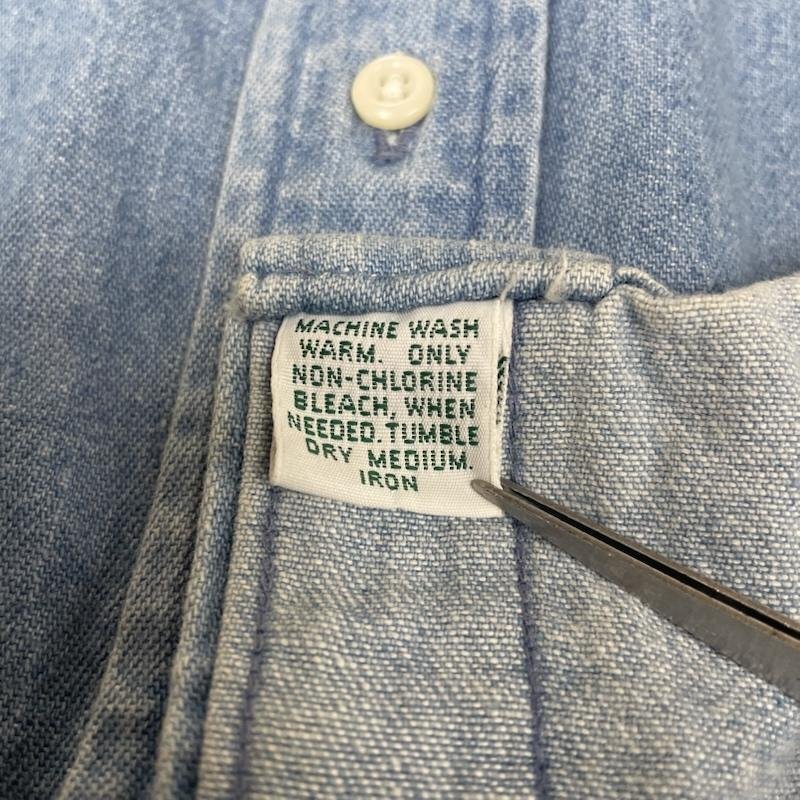 MACHINE WASH
WARM. ONLY
NON-CHLORINE
BLEACH, WHEN
NEEDED. TUMBLE
DRY MEDIUM.
IRON